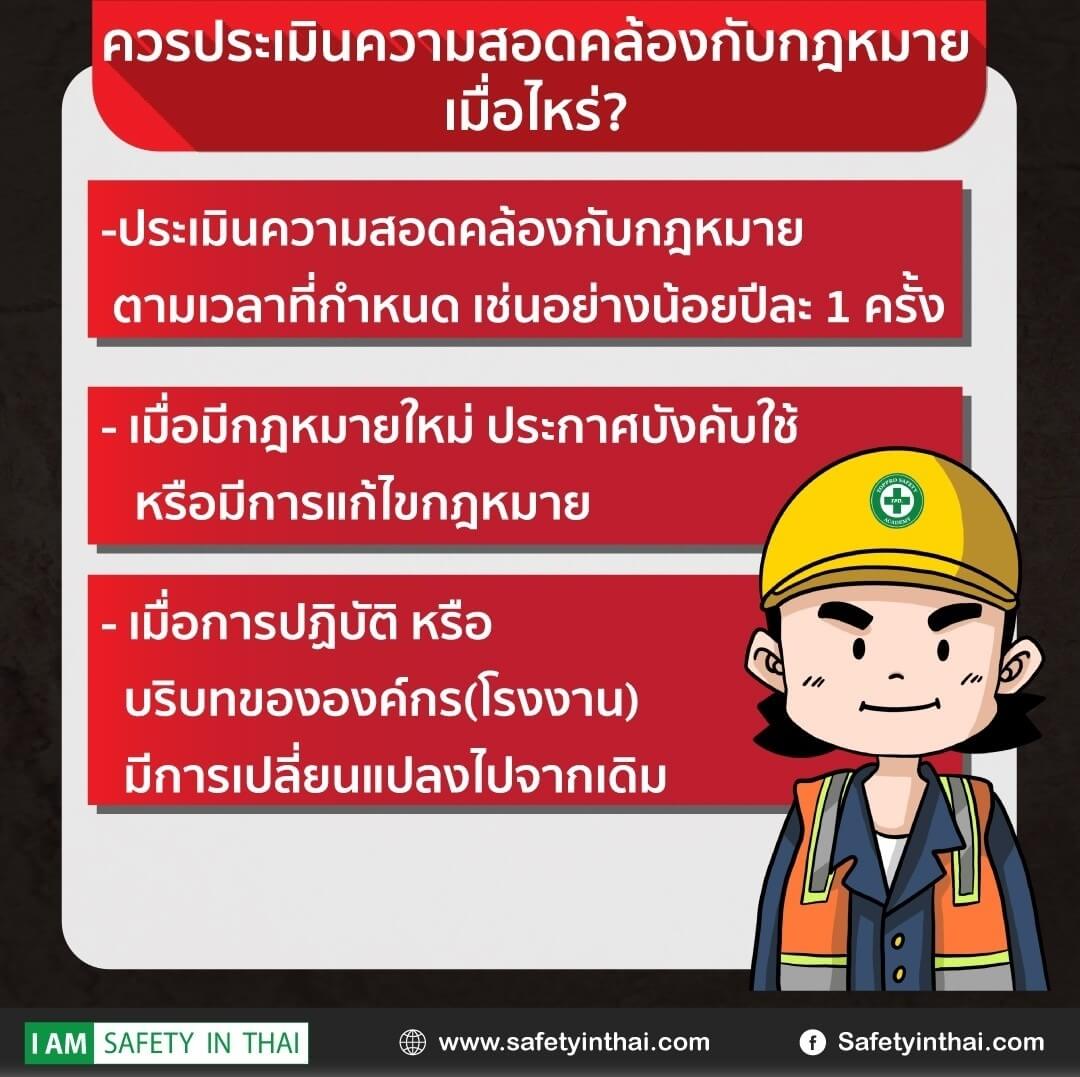 ควรประเมินความสอดคล้องกับกฎหมาย
เมื่อไหร่?
-ประเมินความสอดคล้องกับกฎหมาย
ตามเวลาที่กำหนด เช่นอย่างน้อยปีละ 1 ครั้ง
- เมื่อมีกฎหมายใหม่ ประกาศบังคับใช้
หรือมีการแก้ไขกฎหมาย
TOPPRO SAFETY
TPD.
ACADEMY
- เมื่อการปฏิบัติ หรือ
บริบทขององค์กร(โรงงาน)
มีการเปลี่ยนแปลงไปจากเดิม
I AM SAFETY IN THAI
www.safetyinthai.com
Safetyinthai.com